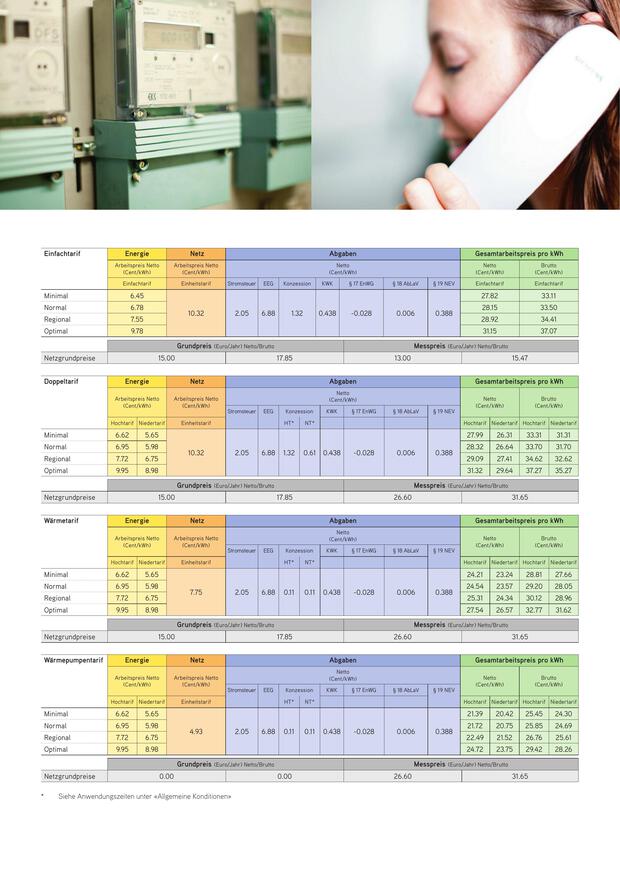 DFS
Einfachtarif Energie Netz Abgaben Gesamtarbeitspreis pro kWh
Arbeitspreis Netto (Cent/kWh) Arbeitspreis Netto (Cent/kWh) Netto (Cent/kWh) Netto (Cent/kWh) Brutto (Cent/kWh)
Einfachtarif Einheitstarif Stromsteuer EEG Konzession KWK § 17 EnWG § 18 AbLaV § 19 NEV Einfachtarif Einfachtarif
Minimal 6.45 10.32 2.05 6.88 1.32 0.438 -0.028 0.006 0.388 27.82 33.11
Normal 6.78 28.15 33.50
Regional 7.55 28.92 34.41
Optimal 9.78 31.15 37.07
Grundpreis (Euro/Jahr) Netto/Brutto Messpreis (Euro/Jahr) Netto/Brutto
Netzgrundpreise 15.00 17.85 13.00 15.47
Doppeltarif Energie Netz Abgaben Gesamtarbeitspreis pro kWh
Arbeitspreis Netto (Cent/kWh) Arbeitspreis Netto (Cent/kWh) Netto (Cent/kWh) Netto (Cent/kWh) Brutto (Cent/kWh)
Stromsteuer EEG Konzession KWK § 17 EnWG § 18 AbLaV § 19 NEV
Hochtarif Niedertarif Einheitstarif HT* NT* Hochtarif Niedertarif Hochtarif Niedertarif
Minimal 6.62 5.65 10.32 2.05 6.88 1.32 0.61 0.438 -0.028 0.006 0.388 27.99 26.31 33.31 31.31
Normal 6.95 5.98 28.32 26.64 33.70 31.70
Regional 7.72 6.75 29.09 27.41 34.62 32.62
Optimal 9.95 8.98 31.32 29.64 37.27 35.27
Grundpreis (Euro/Jahr) Netto/Brutto Messpreis (Euro/Jahr) Netto/Brutto
Netzgrundpreise 15.00 17.85 26.60 31.65
Wärmetarif Energie Netz Abgaben Gesamtarbeitspreis pro kWh
Arbeitspreis Netto (Cent/kWh) Arbeitspreis Netto (Cent/kWh) Netto (Cent/kWh) Netto (Cent/kWh) Brutto (Cent/kWh)
Stromsteuer EEG Konzession KWK § 17 EnWG § 18 AbLaV § 19 NEV
Hochtarif Niedertarif Einheitstarif HT* NT* Hochtarif Niedertarif Hochtarif Niedertarif
Minimal 6.62 5.65 7.75 2.05 6.88 0.11 0.11 0.438 -0.028 0.006 0.388 24.21 23.24 28.81 27.66
Normal 6.95 5.98 24.54 23.57 29.20 28.05
Regional 7.72 6.75 25.31 24.34 30.12 28.96
Optimal 9.95 8.98 27.54 26.57 32.77 31.62
Grundpreis (Euro/Jahr) Netto/Brutto Messpreis (Euro/Jahr) Netto/Brutto
Netzgrundpreise 15.00 17.85 26.60 31.65
Wärmepumpentarif Energie Netz Abgaben Gesamtarbeitspreis pro kWh
Arbeitspreis Netto (Cent/kWh) Arbeitspreis Netto (Cent/kWh) Netto (Cent/kWh) Netto (Cent/kWh) Brutto (Cent/kWh)
Stromsteuer EEG Konzession KWK § 17 EnWG § 18 AbLaV § 19 NEV
Hochtarif Niedertarif Einheitstarif HT* NT* Hochtarif Niedertarif Hochtarif Niedertarif
Minimal 6.62 5.65 4.93 2.05 6.88 0.11 0.11 0.438 -0.028 0.006 0.388 21.39 20.42 25.45 24.30
Normal 6.95 5.98 21.72 20.75 25.85 24.69
Regional 7.72 6.75 22.49 21.52 26.76 25.61
Optimal 9.95 8.98 24.72 23.75 29.42 28.26
Grundpreis (Euro/Jahr) Netto/Brutto Messpreis (Euro/Jahr) Netto/Brutto
Netzgrundpreise 0.00 0.00 26.60 31.65
* Siehe Anwendungszeiten unter «Allgemeine Konditionen»